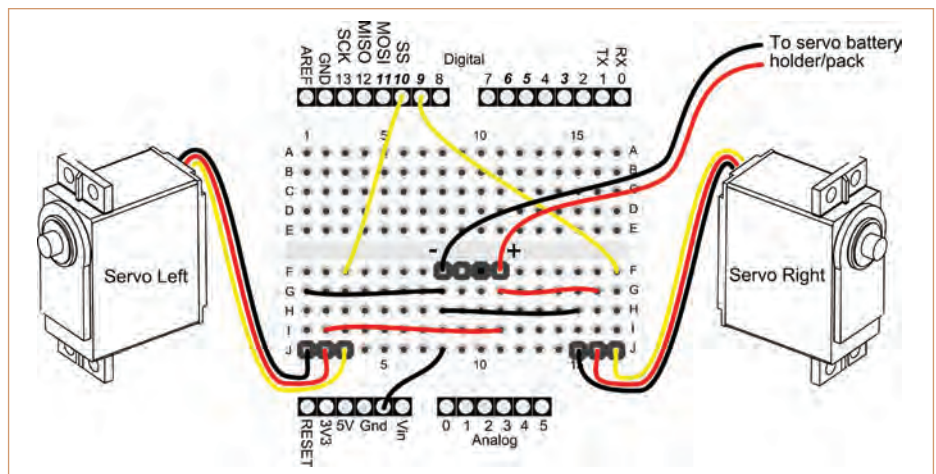 AREF
GND
SCK
13
MISO
12
MOSI
11
SS
10
9
8
Digital
7
6
5
4
3
2
TX
1
RX
0
To servo battery
holder/pack
1 5 10 15
A A
B B
C C
D D
E E
- +
F F
G G
H H
I I
J J
5 10 15
Servo Left
Servo Right
RESET
3V3
5V
Gnd
Vin
0 1 2 3 4 5
Analog